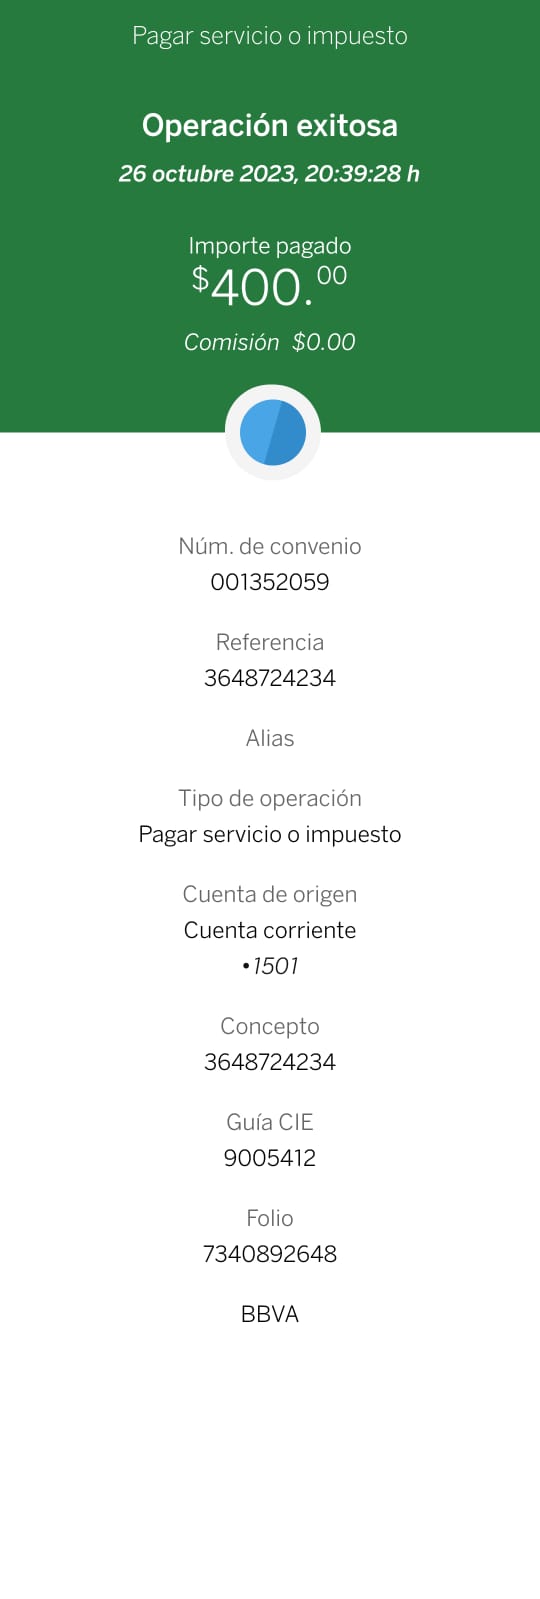 Pagar servicio o impuesto
Operación exitosa
26 octubre 2023, 20:39:28 h
Importe pagado
$400.00
Comisión $0.00
Núm. de convenio
001352059
Referencia
3648724234
Alias
Tipo de operación
Pagar servicio o impuesto
Cuenta de origen
Cuenta corriente
•1501
Concepto
3648724234
Guía CIE
9005412
Folio
7340892648
BBVA